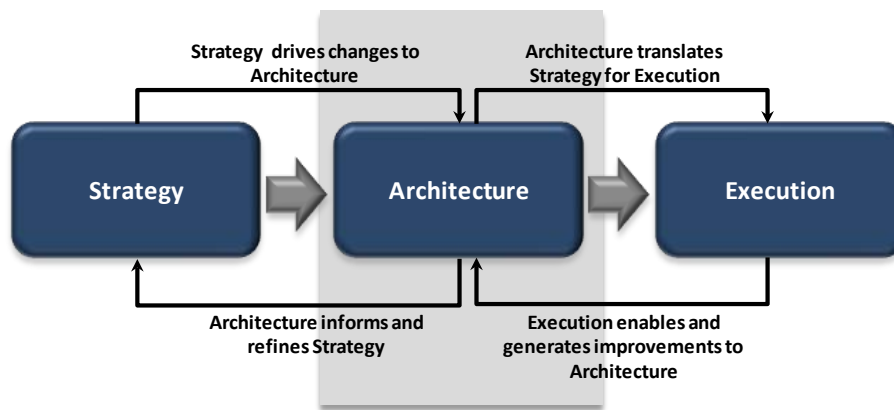 Strategy drives changes to
Architecture
Architecture translates
Strategy for Execution
Strategy
Architecture
Execution
Architecture informs and
refines Strategy
Execution enables and
generates improvements to
Architecture